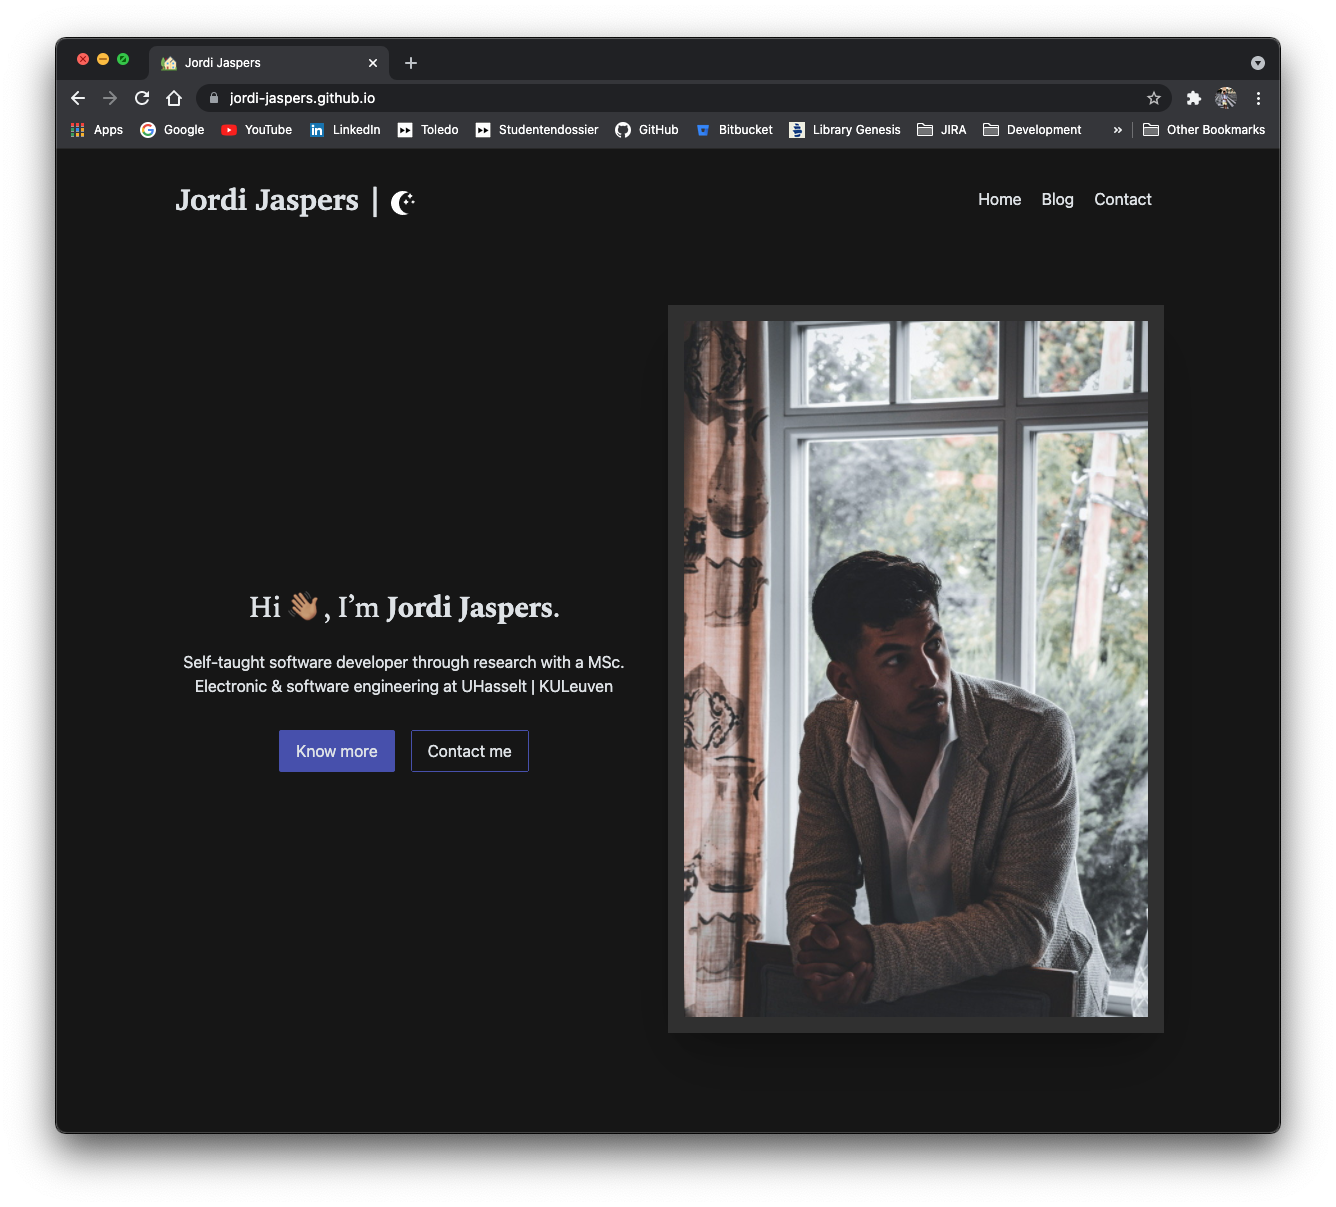 Jordi Jaspers
jordi-jaspers.github.io
Apps Google YouTube LinkedIn Toledo Studentendossier GitHub Bitbucket Library Genesis JIRA Development » Other Bookmarks
Jordi Jaspers |
Home Blog Contact
Hi 👋🏽, I’m Jordi Jaspers.
Self-taught software developer through research with a MSc.
Electronic & software engineering at UHasselt | KULeuven
Know more Contact me